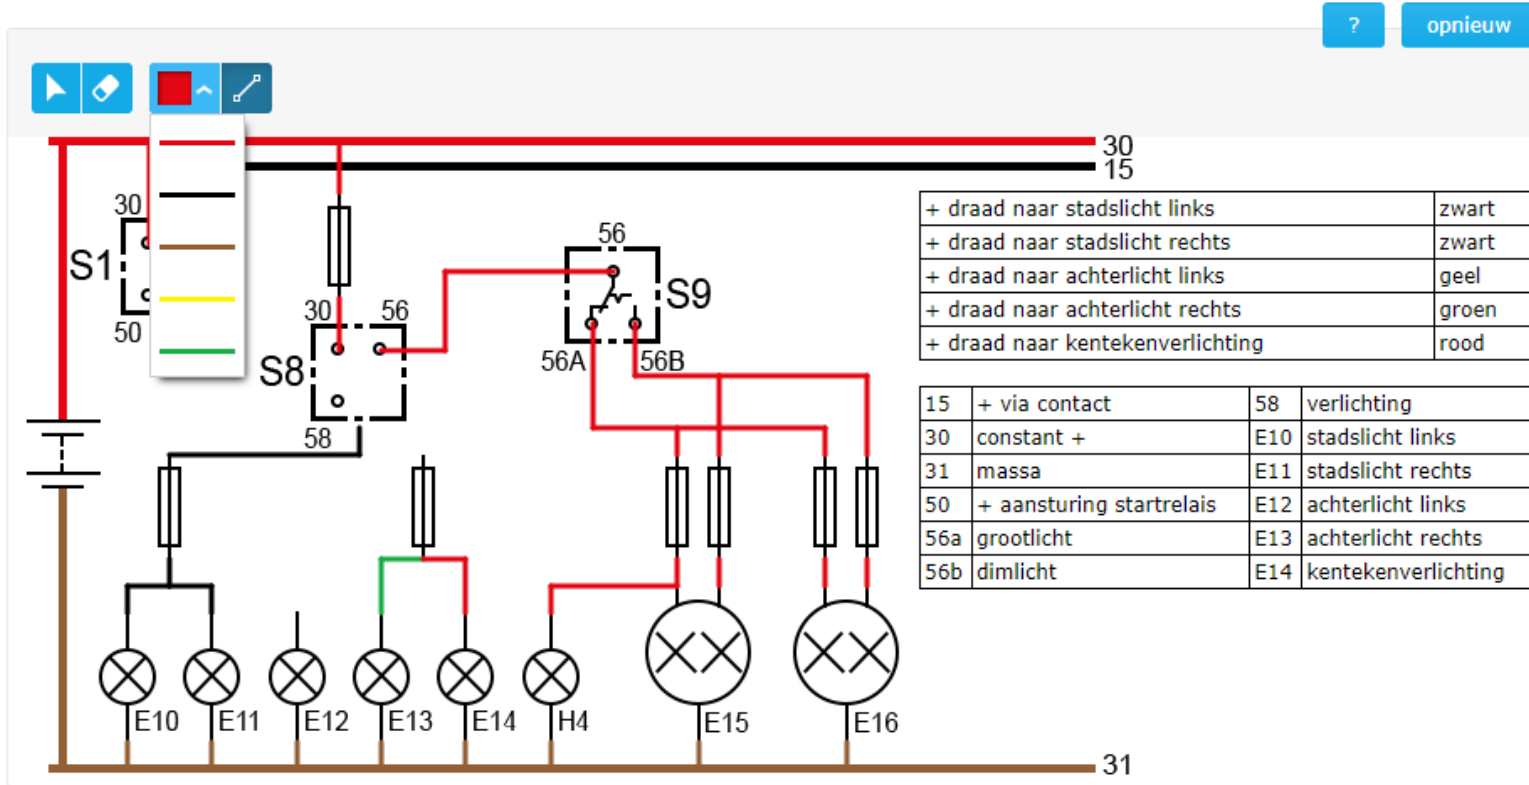 ?
opnieuw
30
15
30
S1
50
30
56
S8
58
56
S9
56A
56B
+ draad naar stadslicht links zwart
+ draad naar stadslicht rechts zwart
+ draad naar achterlicht links geel
+ draad naar achterlicht rechts groen
+ draad naar kentekenverlichting rood
15 + via contact 58 verlichting
30 constant + E10 stadslicht links
31 massa E11 stadslicht rechts
50 + aansturing startrelais E12 achterlicht links
56a grootlicht E13 achterlicht rechts
56b dimlicht E14 kentekenverlichting
E10 E11 E12 E13 E14 H4 E15 E16
31